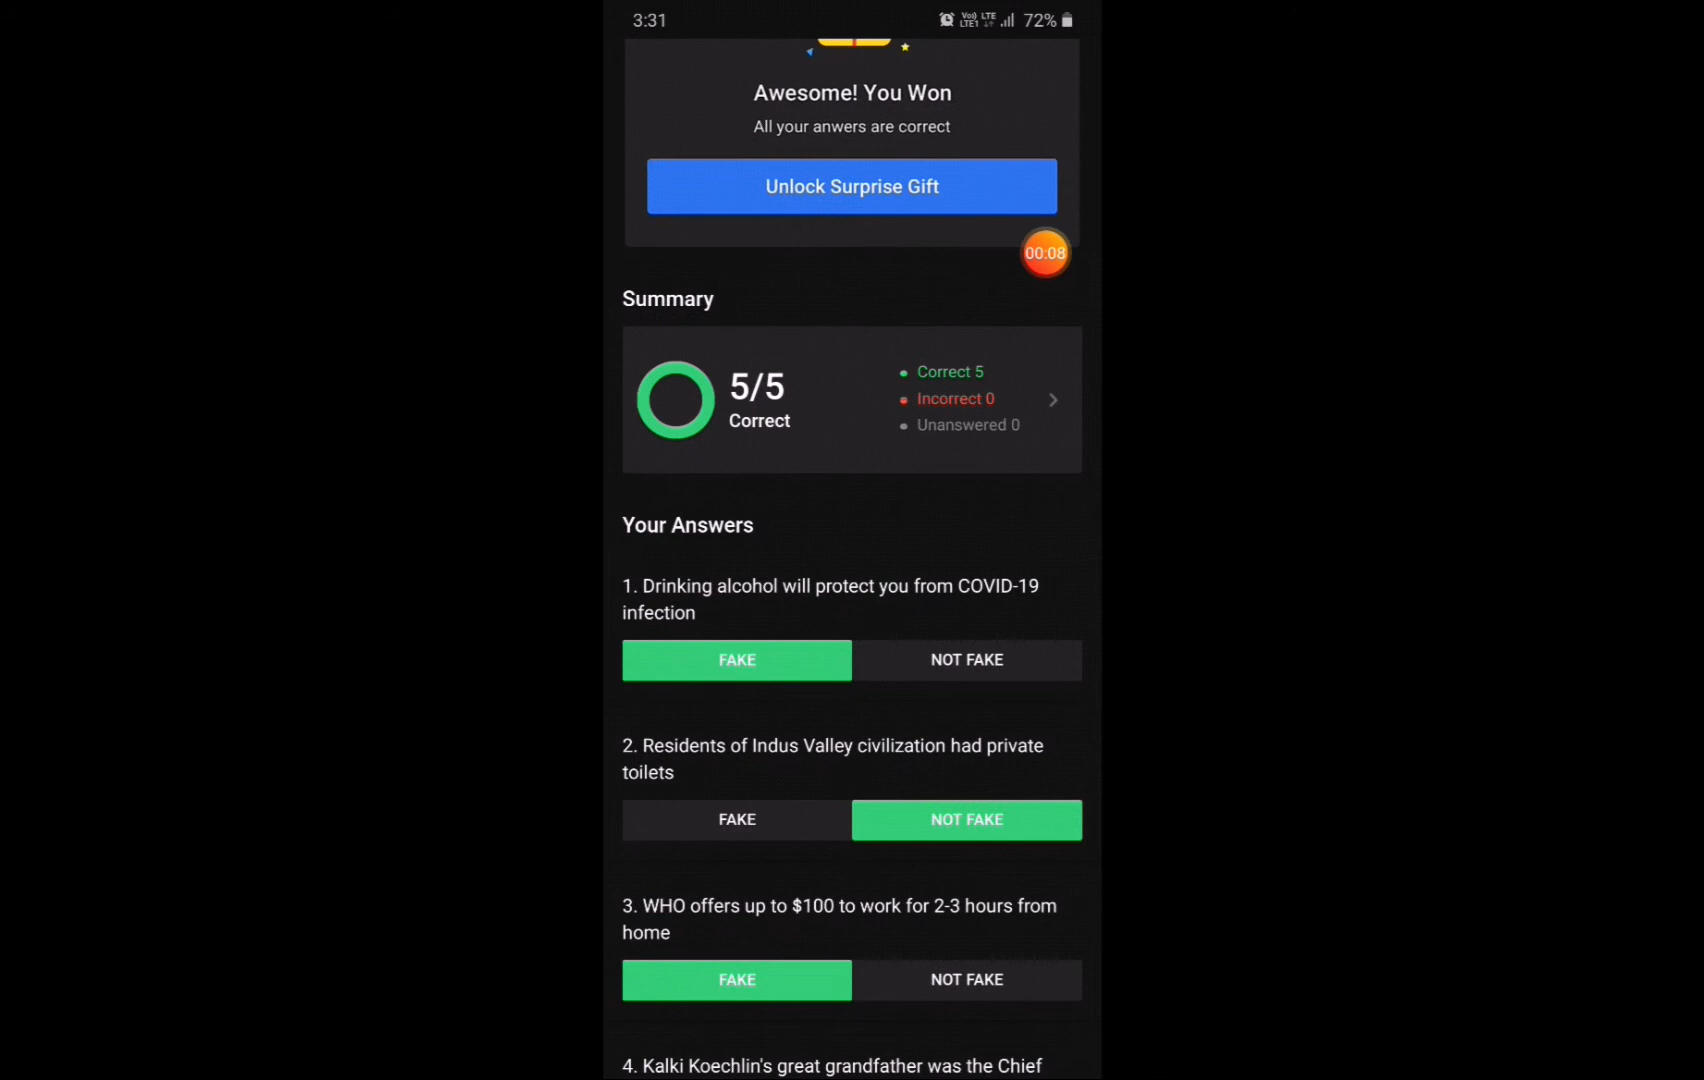 3:31
Vo) LTE
LTE1
72%
Awesome! You Won
All your anwers are correct
Unlock Surprise Gift
00:08
Summary
5/5
Correct
Correct 5
Incorrect 0
Unanswered 0
Your Answers
1. Drinking alcohol will protect you from COVID-19
infection
FAKE NOT FAKE
2. Residents of Indus Valley civilization had private
toilets
FAKE NOT FAKE
3. WHO offers up to $100 to work for 2-3 hours from
home
FAKE NOT FAKE
4. Kalki Koechlin's great grandfather was the Chief